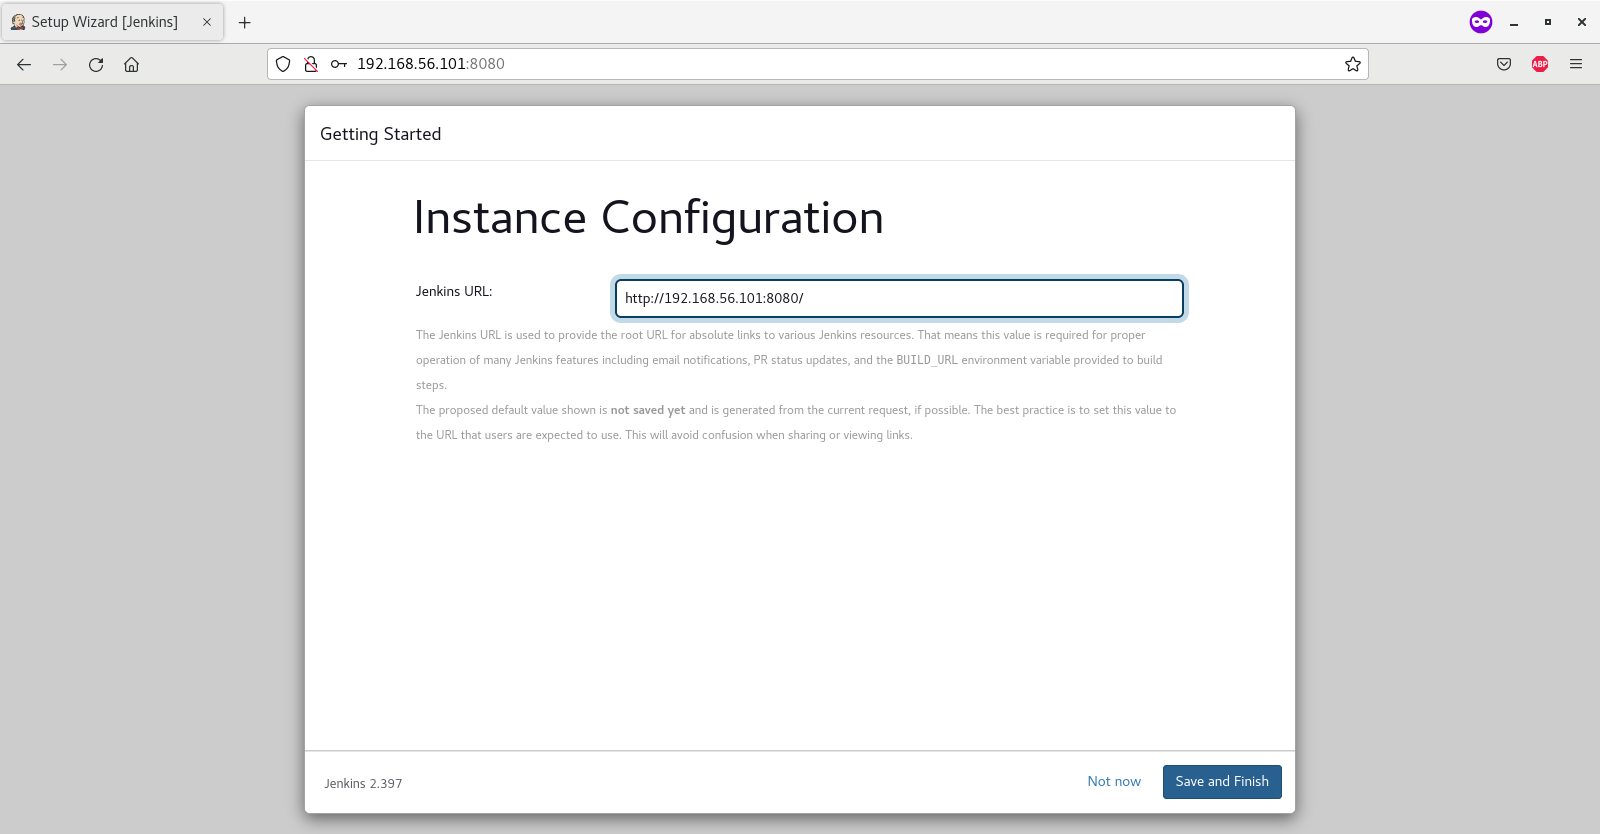 Setup Wizard [Jenkins]
192.168.56.101:8080
ABP
Getting Started
Instance Configuration
Jenkins URL:
http://192.168.56.101:8080/
The Jenkins URL is used to provide the root URL for absolute links to various Jenkins resources. That means this value is required for proper
operation of many Jenkins features including email notifications, PR status updates, and the BUILD_URL environment variable provided to build
steps.
The proposed default value shown is not saved yet and is generated from the current request, if possible. The best practice is to set this value to
the URL that users are expected to use. This will avoid confusion when sharing or viewing links.
Jenkins 2.397
Not now
Save and Finish